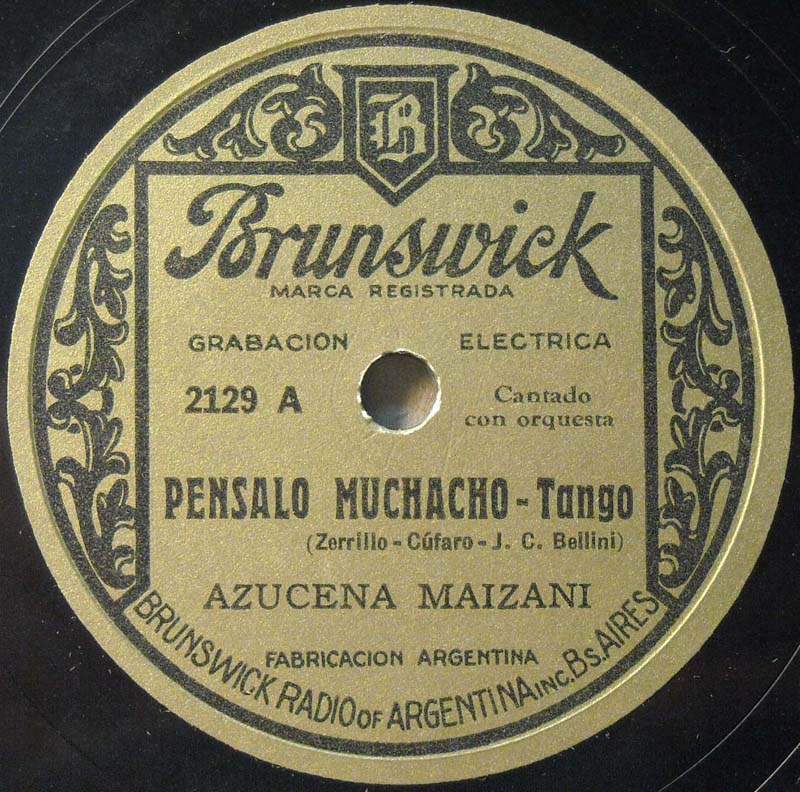 B
Brunswick
MARCA REGISTRADA
GRABACION ELECTRICA
2129 A
Cantado
con orquesta
PENSALO MUCHACHO - Tango
(Zerrillo - Cúfaro - J. C. Bellini)
AZUCENA MAIZANI
FABRICACION ARGENTINA
BRUNSWICK RADIO OF ARGENTINA INC. Bs. AIRES